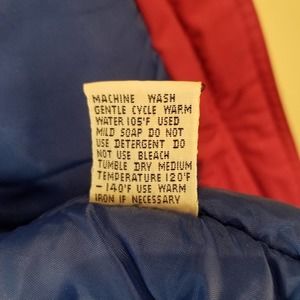 MACHINE WASH
GENTLE CYCLE WARM
WATER 105°F USED
MILD SOAP DO NOT
USE DETERGENT DO
NOT USE BLEACH
TUMBLE DRY MEDIUM
TEMPERATURE 120°F
-140°F USE WARM
IRON IF NECESSARY